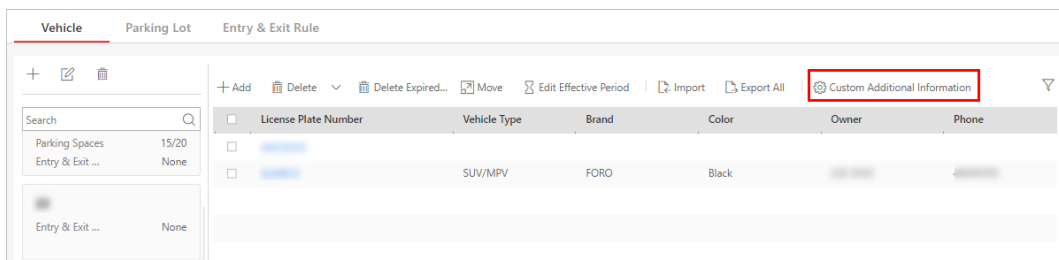 Vehicle Parking Lot Entry & Exit Rule
Add Delete Delete Expired... Move Edit Effective Period Import Export All Custom Additional Information
Search
Parking Spaces 15/20
Entry & Exit ... None
Entry & Exit ... None
License Plate Number Vehicle Type Brand Color Owner Phone
SUV/MPV FORO Black